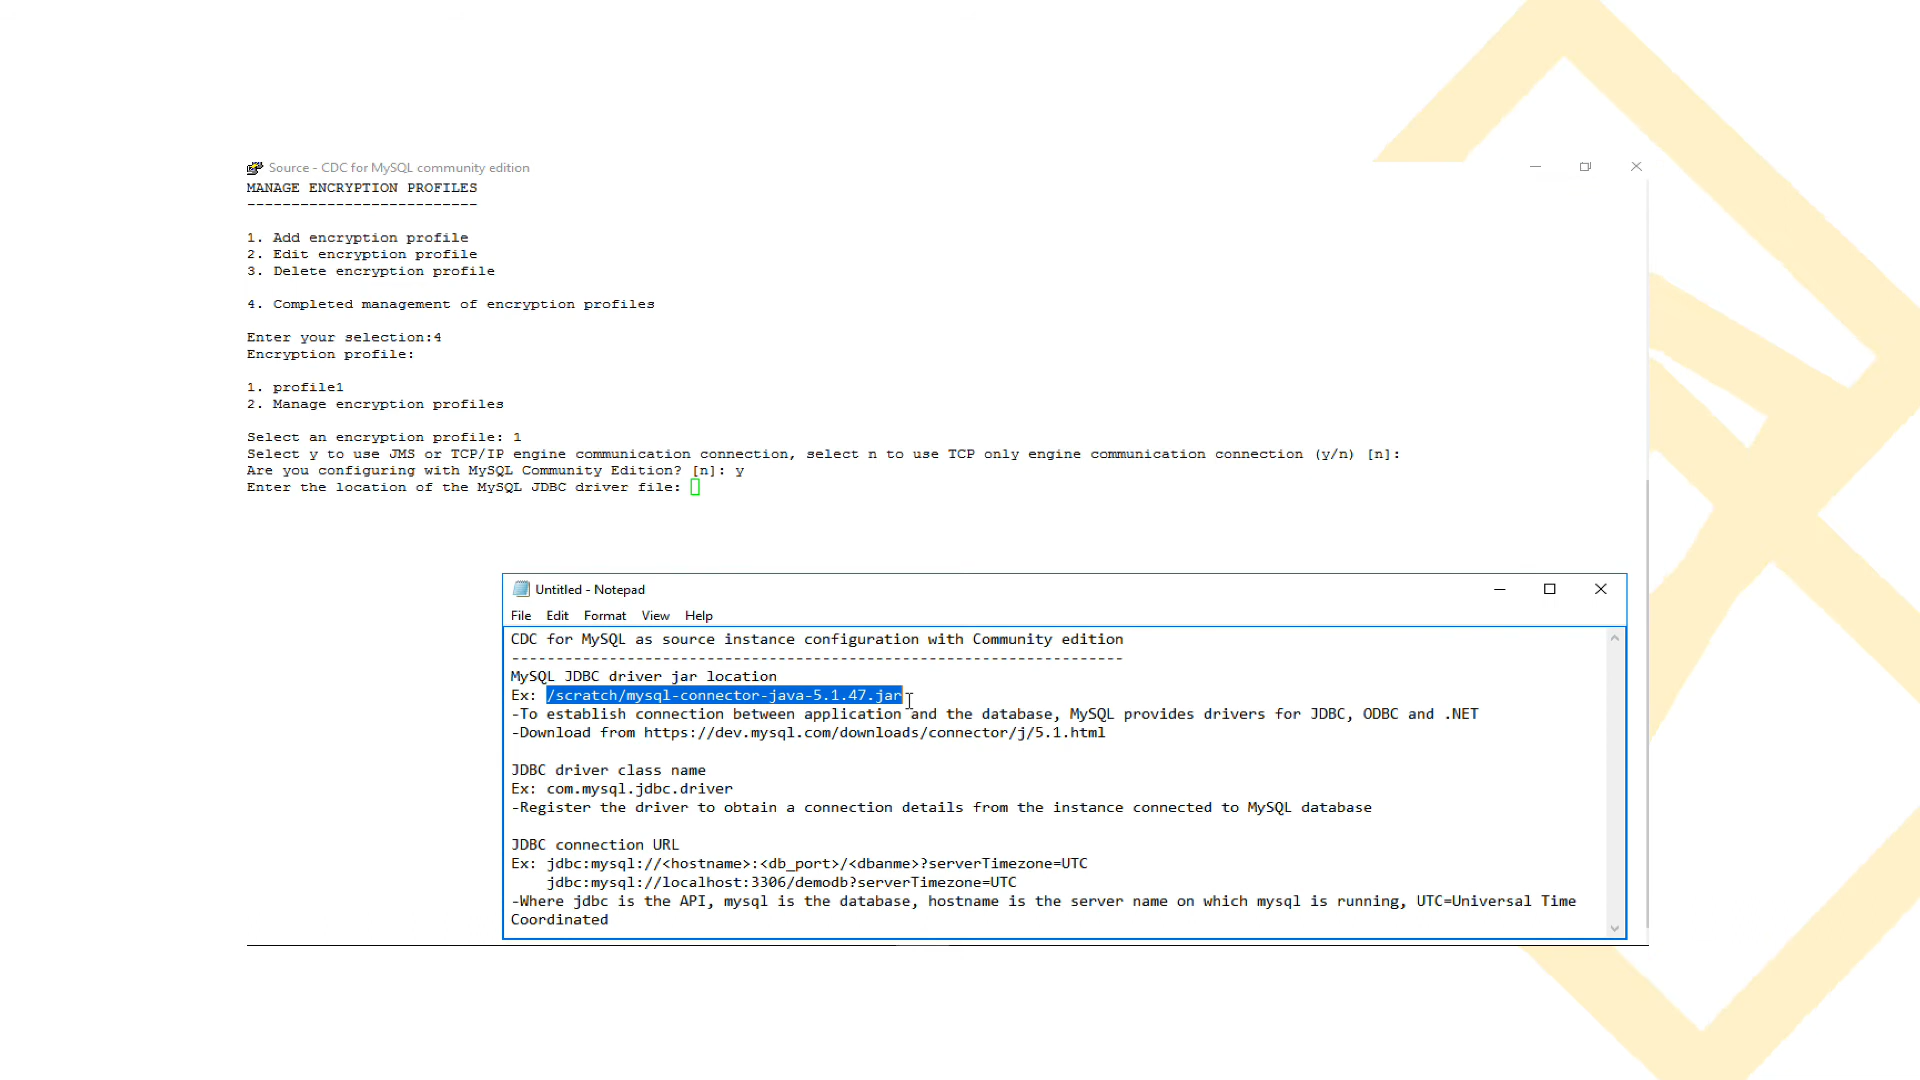 Source - CDC for MySQL community edition
MANAGE ENCRYPTION PROFILES
--------------------------
1. Add encryption profile
2. Edit encryption profile
3. Delete encryption profile
4. Completed management of encryption profiles
Enter your selection:4
Encryption profile:
1. profile1
2. Manage encryption profiles
Select an encryption profile: 1
Select y to use JMS or TCP/IP engine communication connection, select n to use TCP only engine communication connection (y/n) [n]:
Are you configuring with MySQL Community Edition? [n]: y
Enter the location of the MySQL JDBC driver file:
Untitled - Notepad
File Edit Format View Help
CDC for MySQL as source instance configuration with Community edition
---------------------------------------------------------------------
MySQL JDBC driver jar location
Ex: /scratch/mysql-connector-java-5.1.47.jar
-To establish connection between application and the database, MySQL provides drivers for JDBC, ODBC and .NET
-Download from https://dev.mysql.com/downloads/connector/j/5.1.html
JDBC driver class name
Ex: com.mysql.jdbc.driver
-Register the driver to obtain a connection details from the instance connected to MySQL database
JDBC connection URL
Ex: jdbc:mysql://<hostname>:<db_port>/<dbanme>?serverTimezone=UTC
jdbc:mysql://localhost:3306/demodb?serverTimezone=UTC
-Where jdbc is the API, mysql is the database, hostname is the server name on which mysql is running, UTC=Universal Time
Coordinated